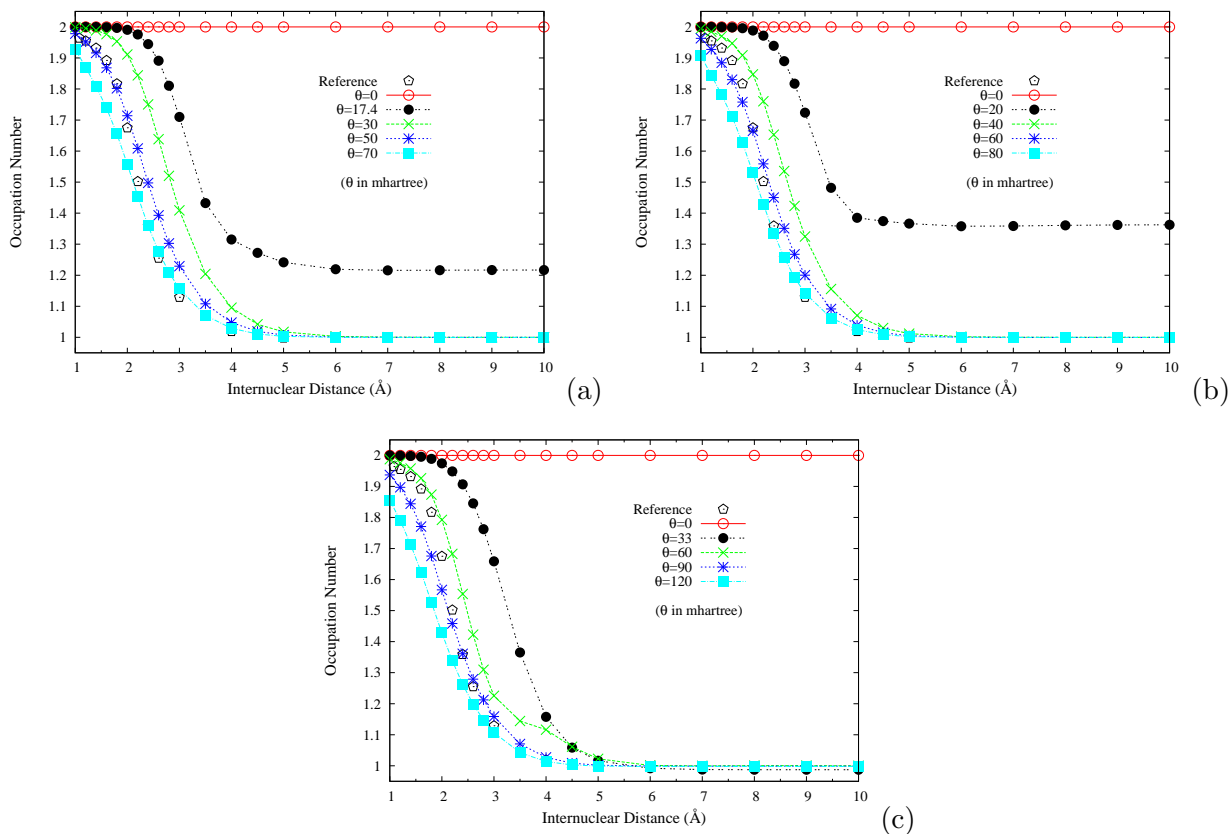 2
1.9
1.8
1.7
1.6
1.5
1.4
1.3
1.2
1.1
1
Occupation Number
Reference
θ=0
θ=17.4
θ=30
θ=50
θ=70
(θ in mhartree)
1 2 3 4 5 6 7 8 9 10
Internuclear Distance (Å)
(a)
2
1.9
1.8
1.7
1.6
1.5
1.4
1.3
1.2
1.1
1
Occupation Number
Reference
θ=0
θ=20
θ=40
θ=60
θ=80
(θ in mhartree)
1 2 3 4 5 6 7 8 9 10
Internuclear Distance (Å)
(b)
2
1.9
1.8
1.7
1.6
1.5
1.4
1.3
1.2
1.1
1
Occupation Number
Reference
θ=0
θ=33
θ=60
θ=90
θ=120
(θ in mhartree)
1 2 3 4 5 6 7 8 9 10
Internuclear Distance (Å)
(c)